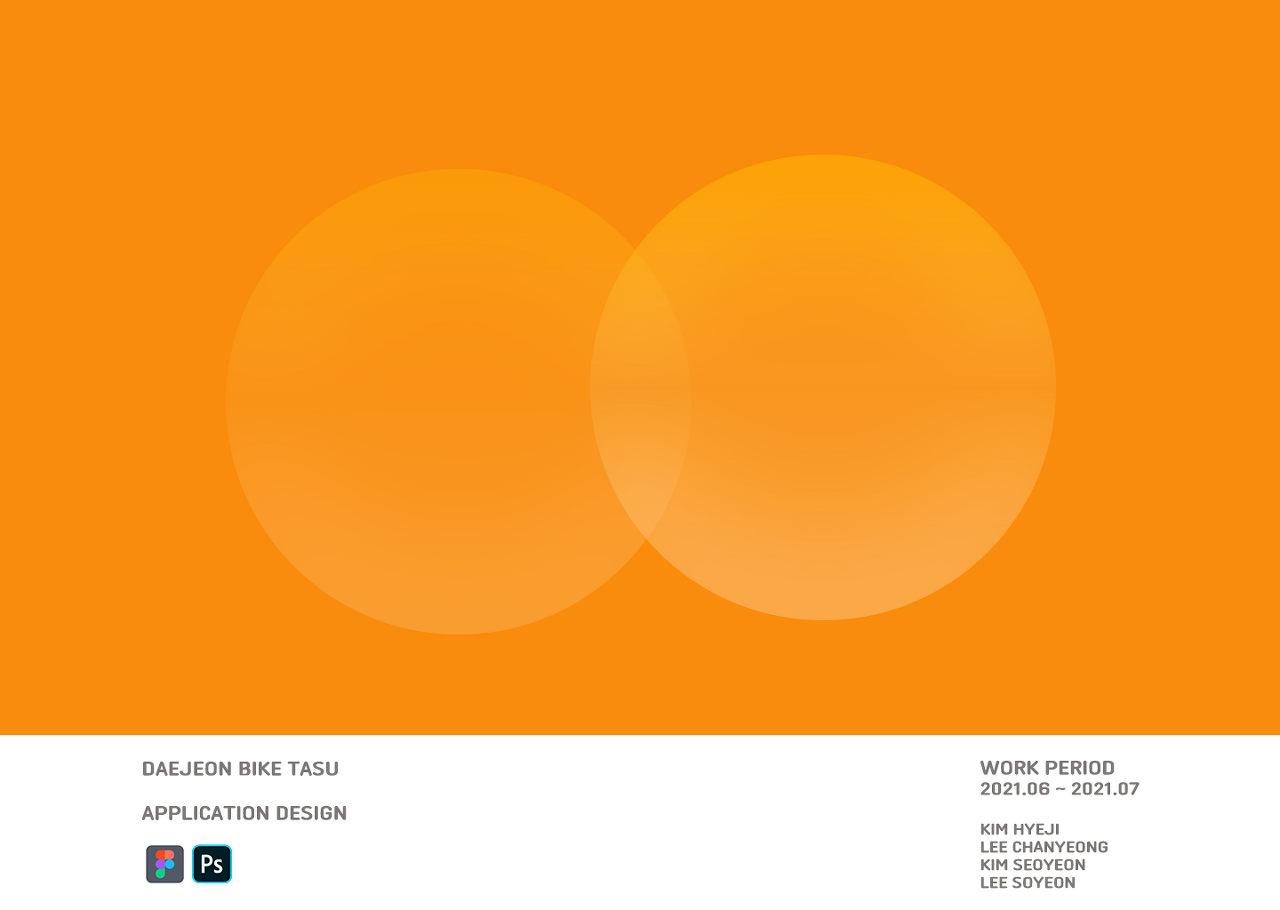 DAEJEON BIKE TASU
APPLICATION DESIGN
Ps
WORK PERIOD
2021.06 ~ 2021.07
KIM HYEJI
LEE CHANYEONG
KIM SEOYEON
LEE SOYEON